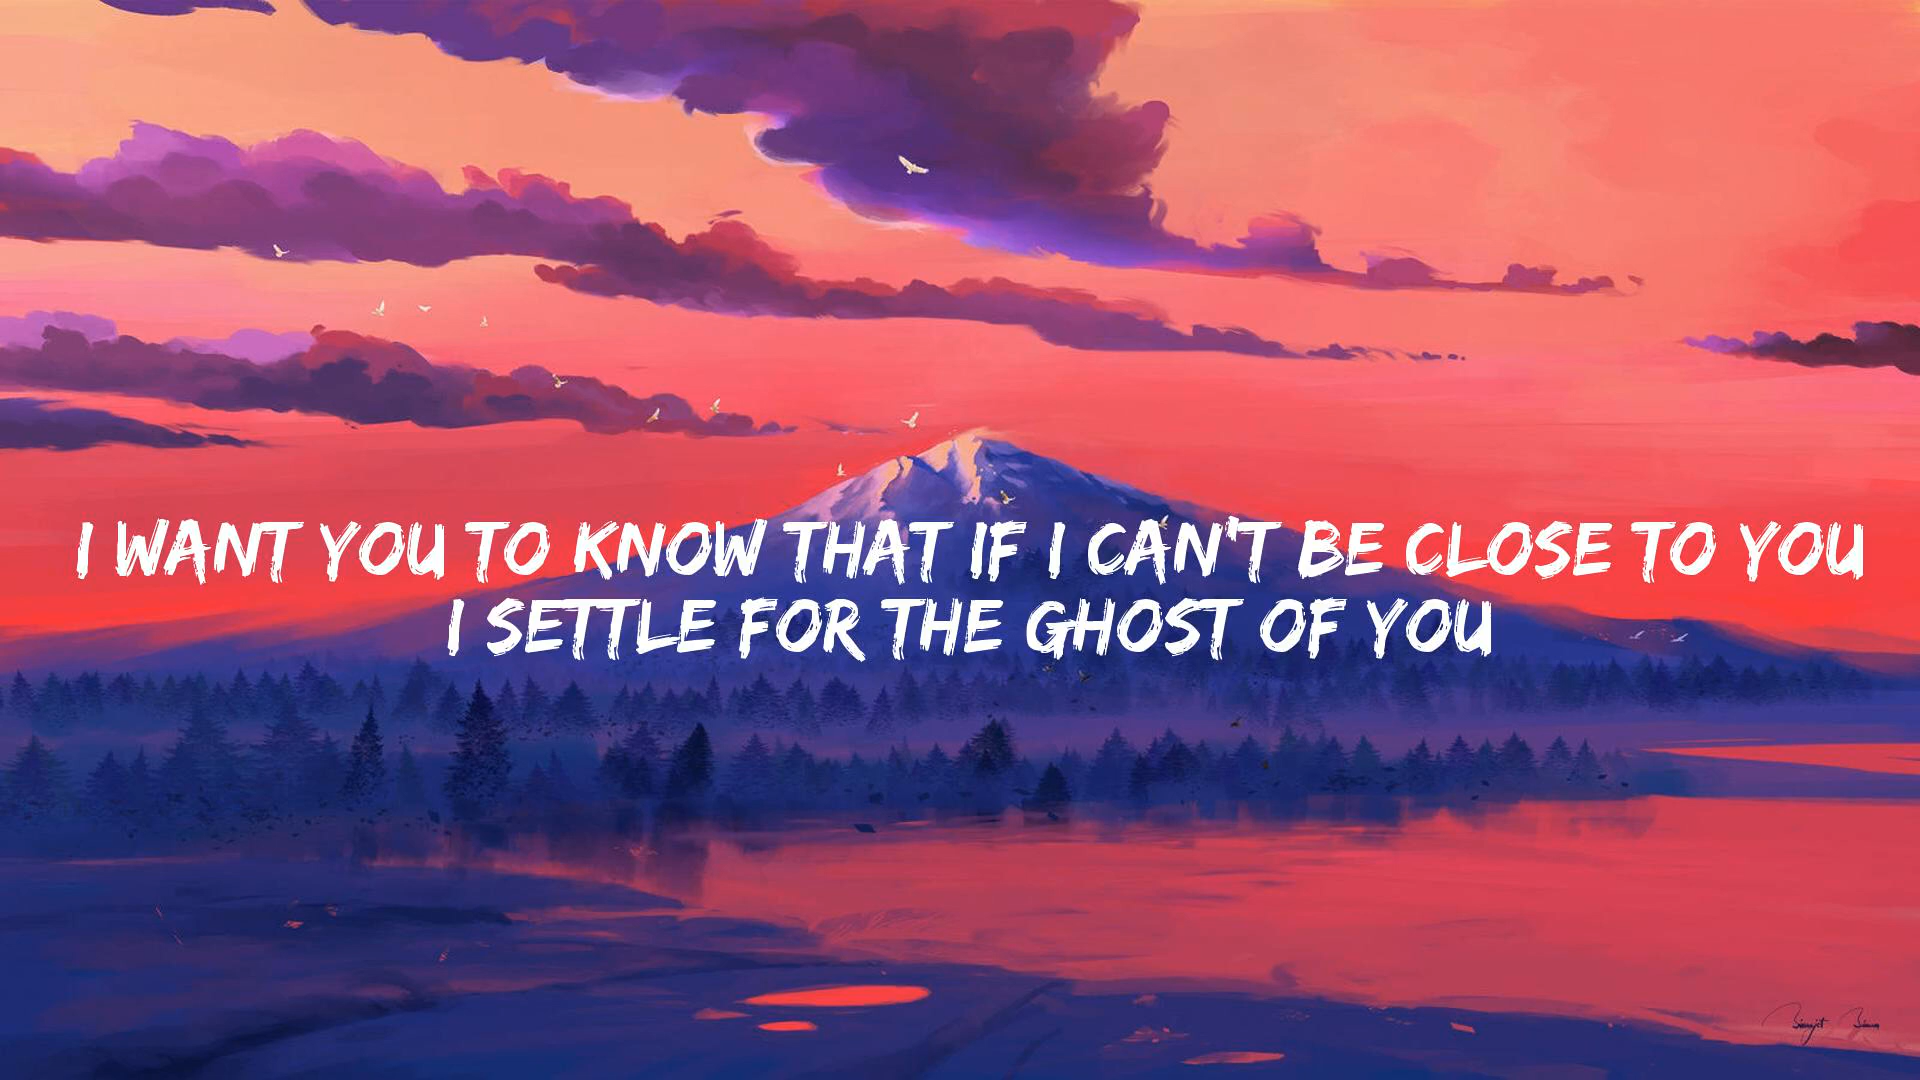 I WANT YOU TO KNOW THAT IF I CAN'T BE CLOSE TO YOU
I SETTLE FOR THE GHOST OF YOU